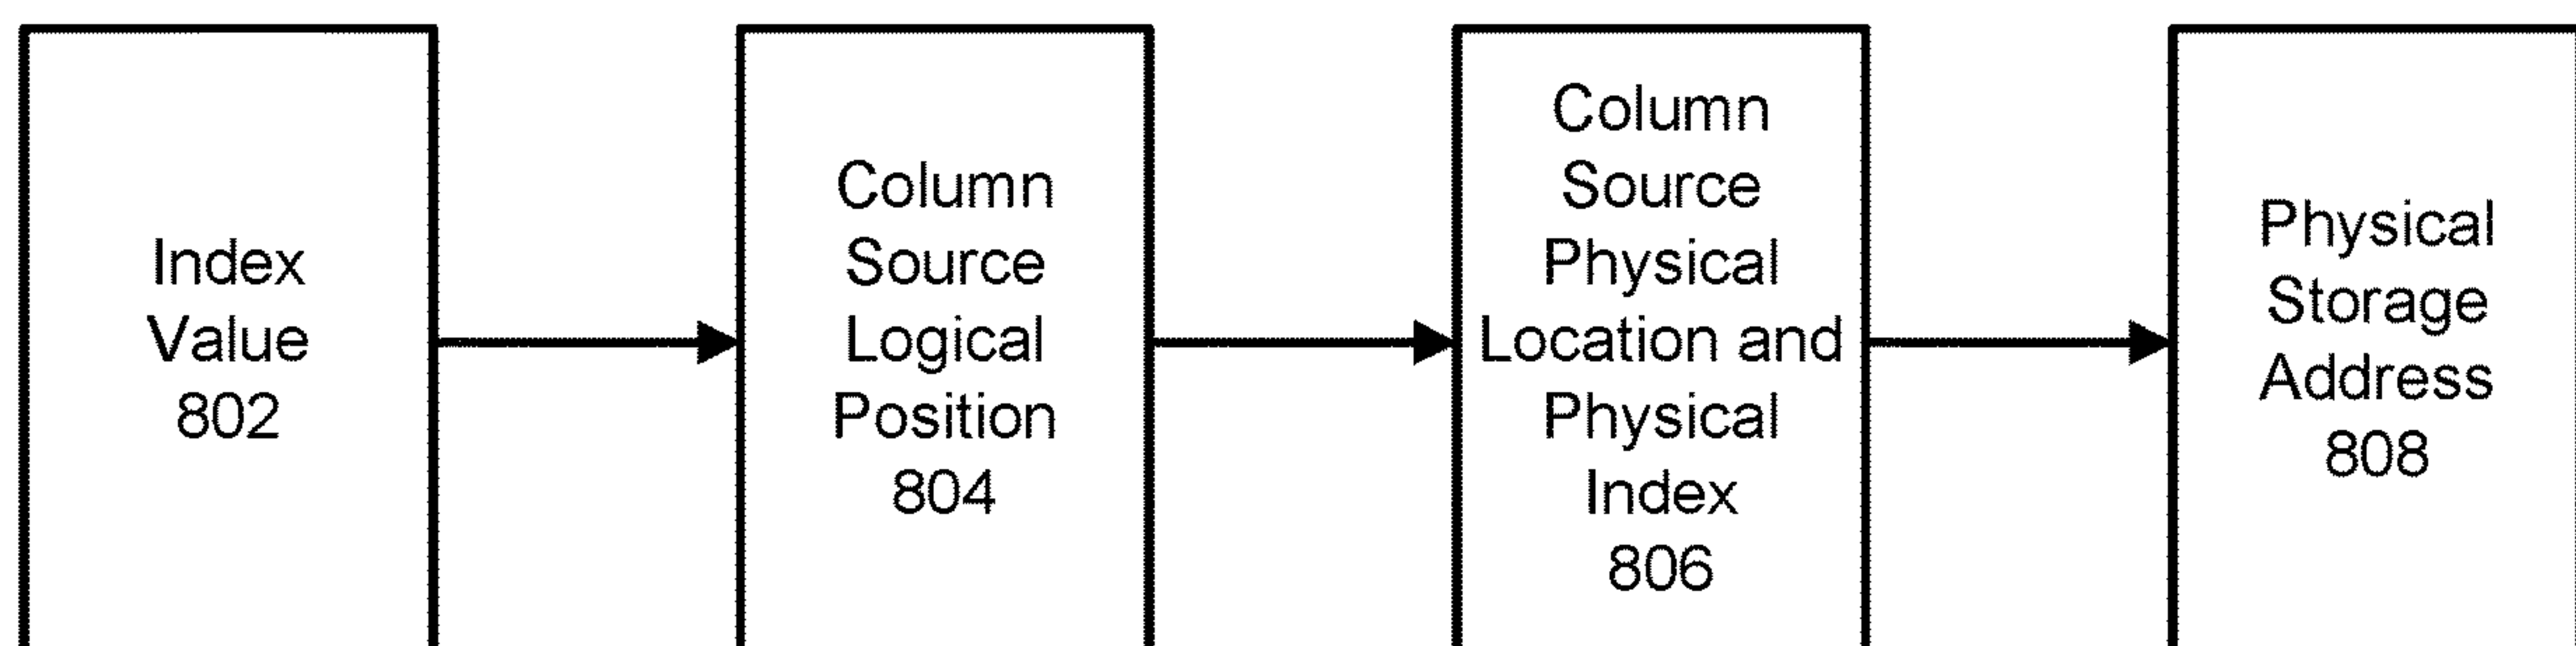 Index
Value
802
Column
Source
Logical
Position
804
Column
Source
Physical
Location and
Physical
Index
806
Physical
Storage
Address
808